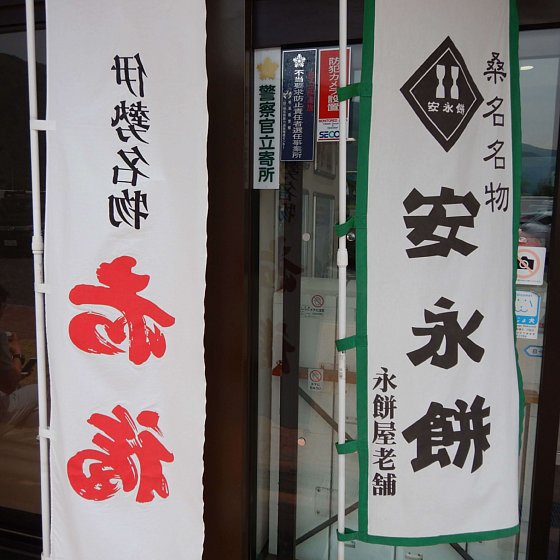 伊勢名物
赤福
警察官立寄所
不当要求防止責任者選任事業所
防犯カメラ設置
SECOM
桑名名物
安永餅
安永餅
永餅屋老舗